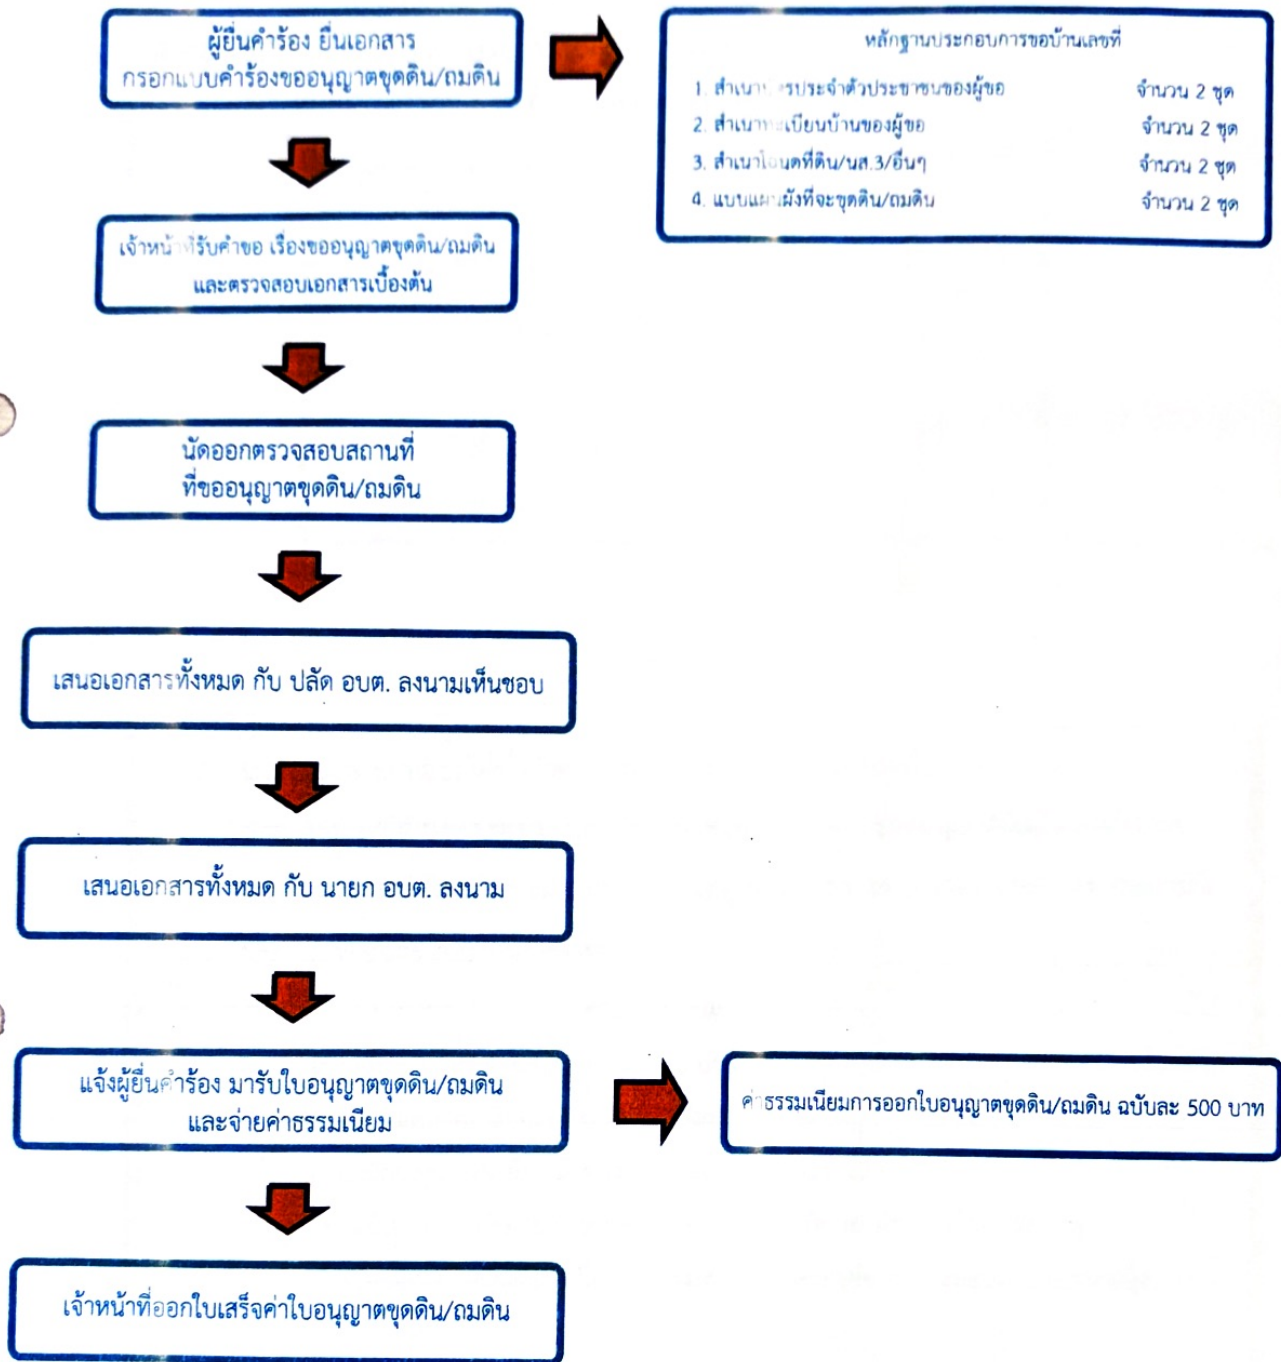 ผู้ยื่นคำร้อง ยื่นเอกสาร
กรอกแบบคำร้องขออนุญาตขุดดิน/ถมดิน
หลักฐานประกอบการขอบ้านเลขที่
1. สำเนาบัตรประจำตัวประชาชนของผู้ขอ จำนวน 2 ชุด
2. สำเนาทะเบียนบ้านของผู้ขอ จำนวน 2 ชุด
3. สำเนาโฉนดที่ดิน/นส.3/อื่นๆ จำนวน 2 ชุด
4. แบบแผนผังที่จะขุดดิน/ถมดิน จำนวน 2 ชุด
เจ้าหน้าที่รับคำขอ เรื่องขออนุญาตขุดดิน/ถมดิน
และตรวจสอบเอกสารเบื้องต้น
นัดออกตรวจสอบสถานที่
ที่ขออนุญาตขุดดิน/ถมดิน
เสนอเอกสารทั้งหมด กับ ปลัด อบต. ลงนามเห็นชอบ
เสนอเอกสารทั้งหมด กับ นายก อบต. ลงนาม
แจ้งผู้ยื่นคำร้อง มารับใบอนุญาตขุดดิน/ถมดิน
และจ่ายค่าธรรมเนียม
ค่าธรรมเนียมการออกใบอนุญาตขุดดิน/ถมดิน ฉบับละ 500 บาท
เจ้าหน้าที่ออกใบเสร็จค่าใบอนุญาตขุดดิน/ถมดิน